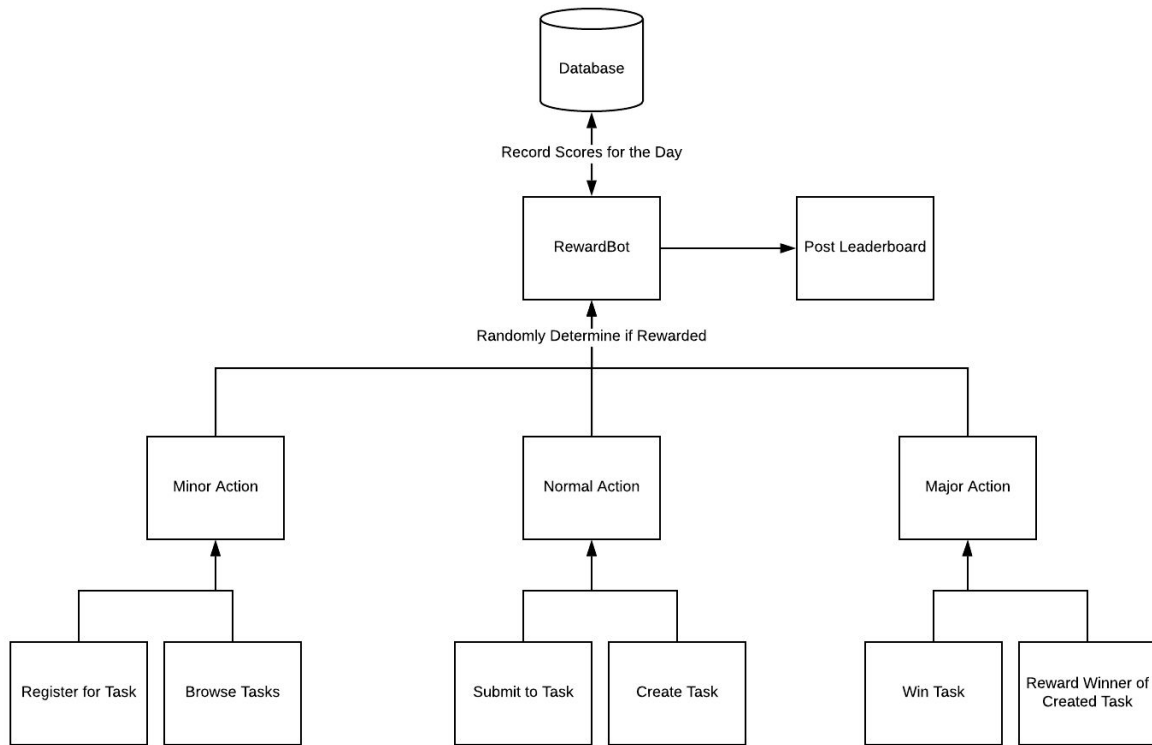 Database
Record Scores for the Day
RewardBot
Post Leaderboard
Randomly Determine if Rewarded
Minor Action
Normal Action
Major Action
Register for Task
Browse Tasks
Submit to Task
Create Task
Win Task
Reward Winner of
Created Task